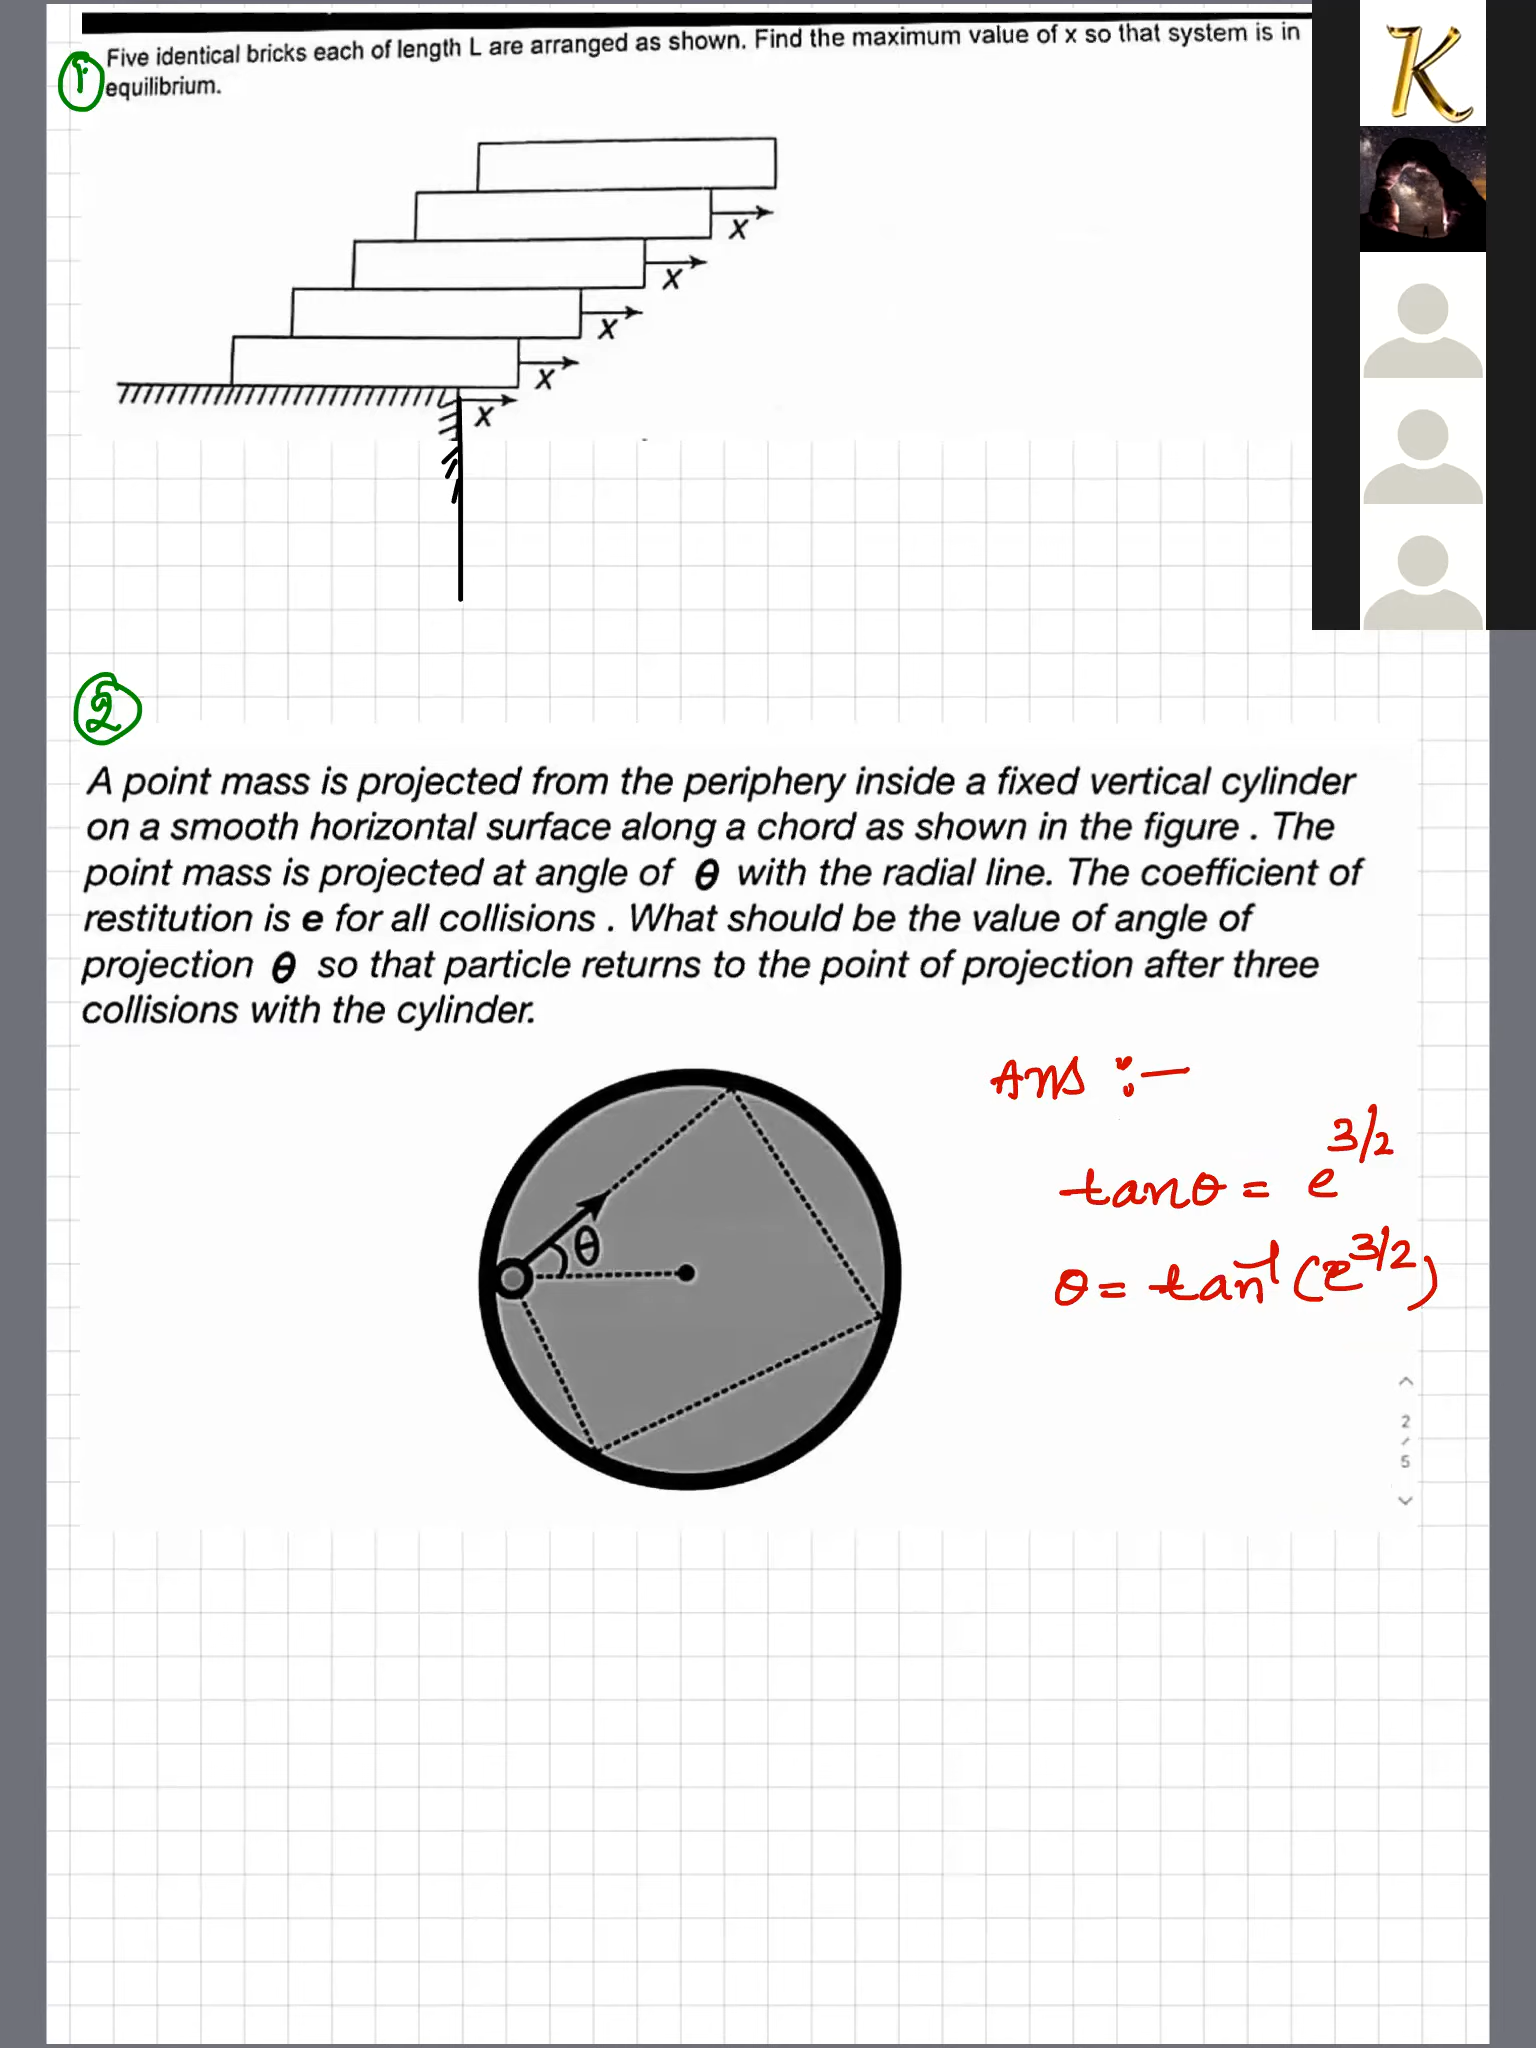 Five identical bricks each of length L are arranged as shown. Find the maximum value of x so that system is in
equilibrium.
K
X
X
X
X
X
2
A point mass is projected from the periphery inside a fixed vertical cylinder
on a smooth horizontal surface along a chord as shown in the figure . The
point mass is projected at angle of θ with the radial line. The coefficient of
restitution is e for all collisions . What should be the value of angle of
projection θ so that particle returns to the point of projection after three
collisions with the cylinder.
Ans :-
tanθ = e^3/2
θ = tan^-1 (e^3/2)
θ
2
/
5